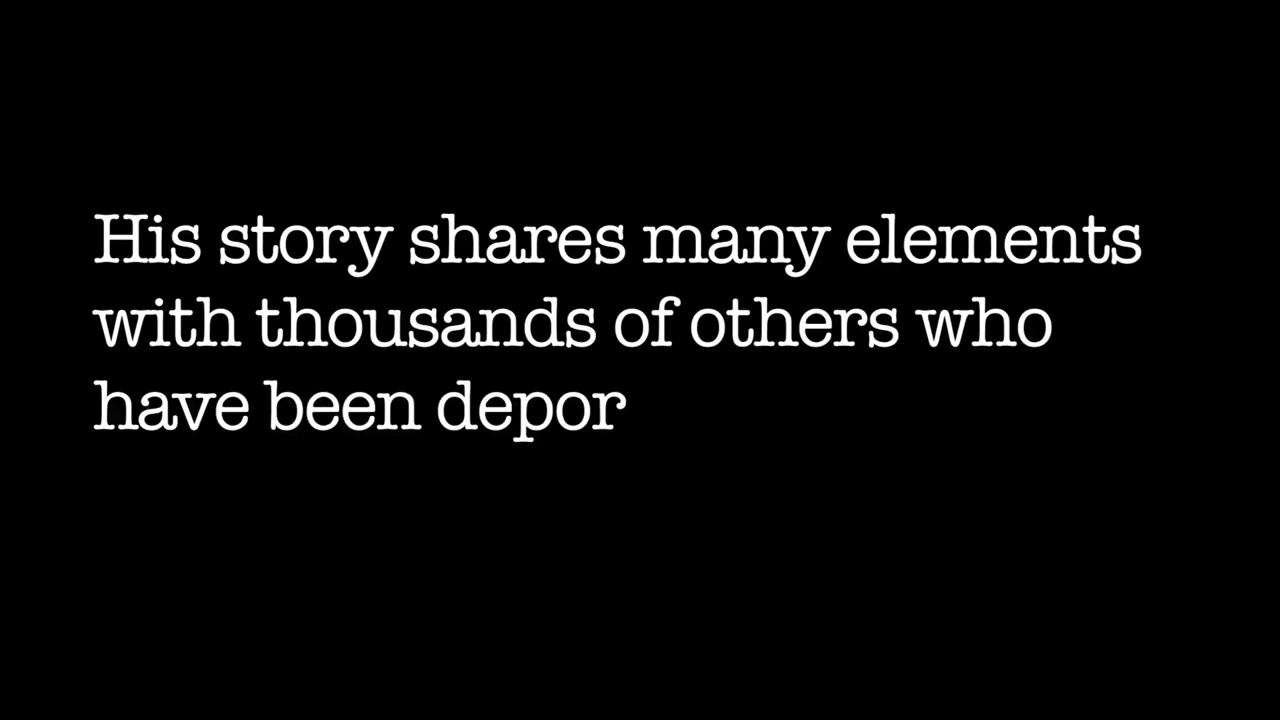 His story shares many elements
with thousands of others who
have been depor